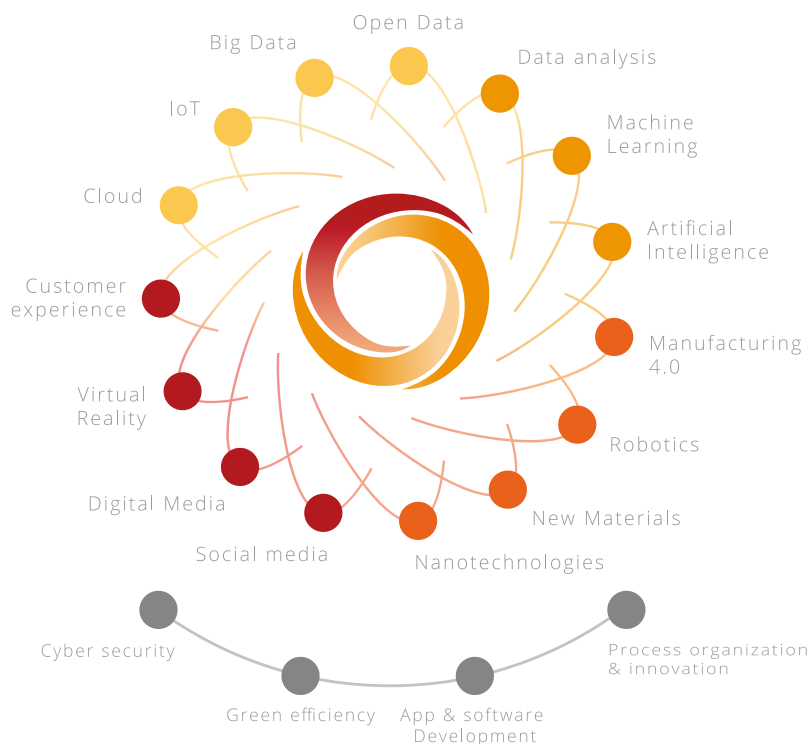 Open Data
Big Data
Data analysis
IoT
Machine
Learning
Cloud
Artificial
Intelligence
Customer
experience
Manufacturing
4.0
Virtual
Reality
Robotics
Digital Media
New Materials
Social media
Nanotechnologies
Cyber security
Process organization
& innovation
Green efficiency
App & software
Development